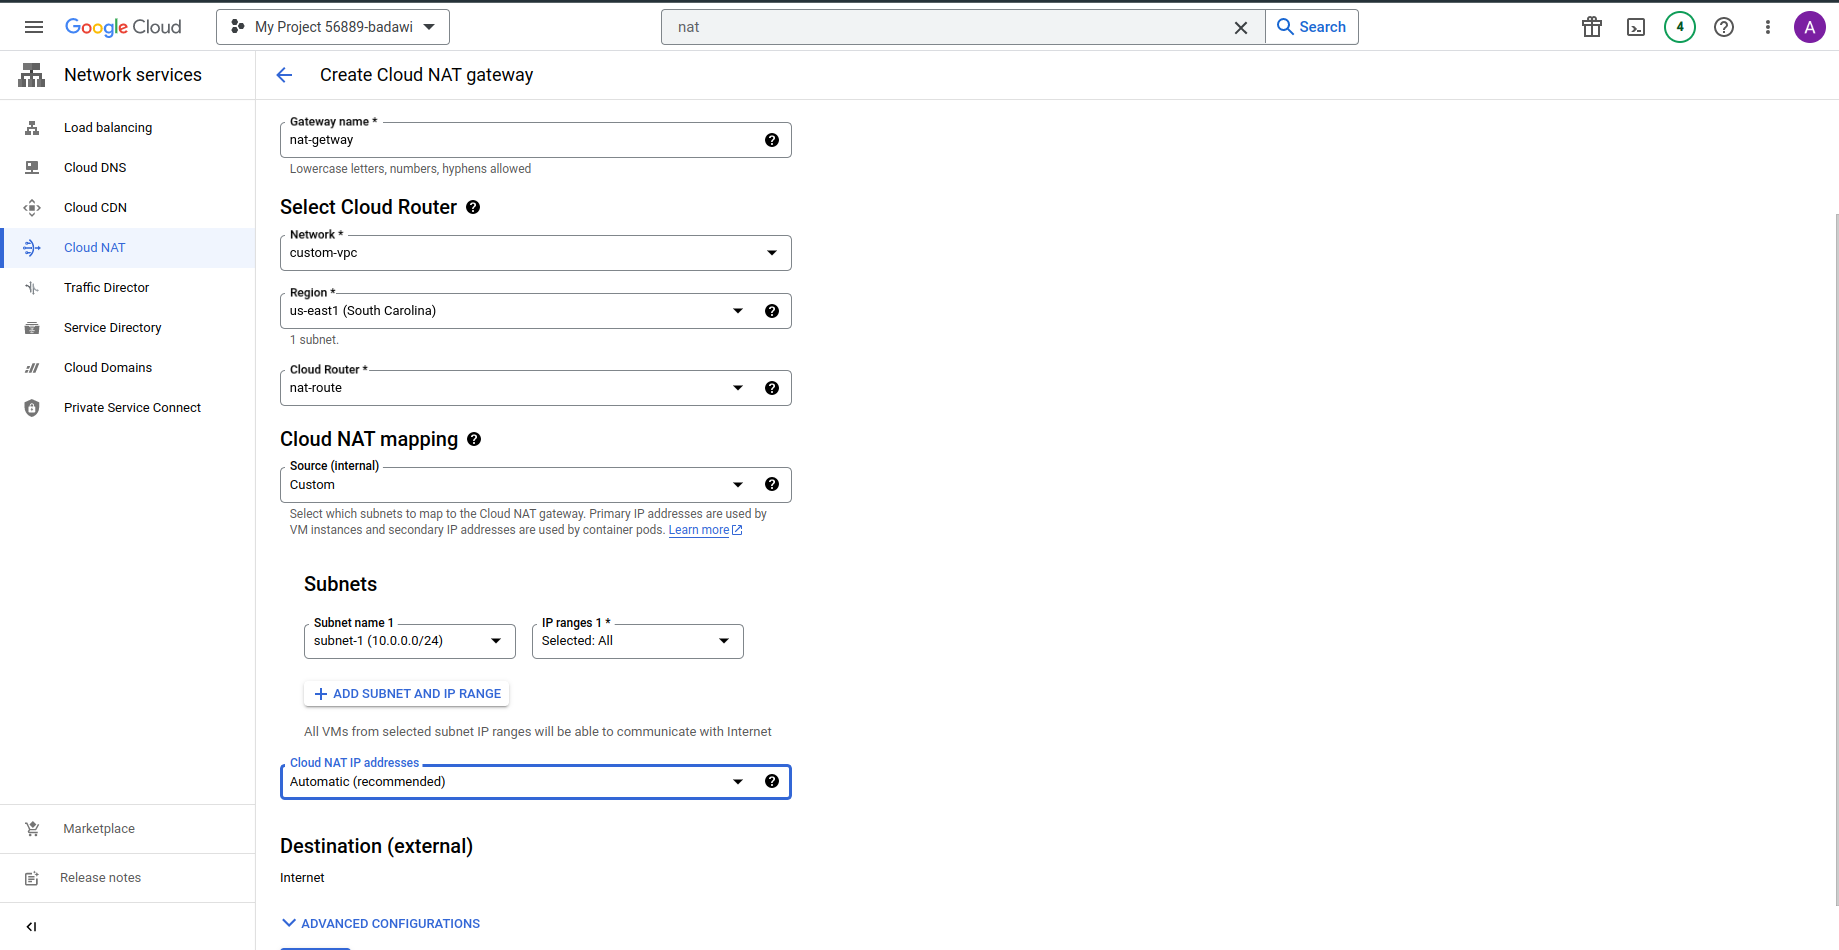 Google Cloud
My Project 56889-badawi
nat
Search
4
A
Network services
Create Cloud NAT gateway
Load balancing
Cloud DNS
Cloud CDN
Cloud NAT
Traffic Director
Service Directory
Cloud Domains
Private Service Connect
Marketplace
Release notes
Gateway name *
nat-getway
Lowercase letters, numbers, hyphens allowed
Select Cloud Router
Network *
custom-vpc
Region *
us-east1 (South Carolina)
1 subnet.
Cloud Router *
nat-route
Cloud NAT mapping
Source (internal)
Custom
Select which subnets to map to the Cloud NAT gateway. Primary IP addresses are used by
VM instances and secondary IP addresses are used by container pods. Learn more
Subnets
Subnet name 1
subnet-1 (10.0.0.0/24)
IP ranges 1 *
Selected: All
ADD SUBNET AND IP RANGE
All VMs from selected subnet IP ranges will be able to communicate with Internet
Cloud NAT IP addresses
Automatic (recommended)
Destination (external)
Internet
ADVANCED CONFIGURATIONS